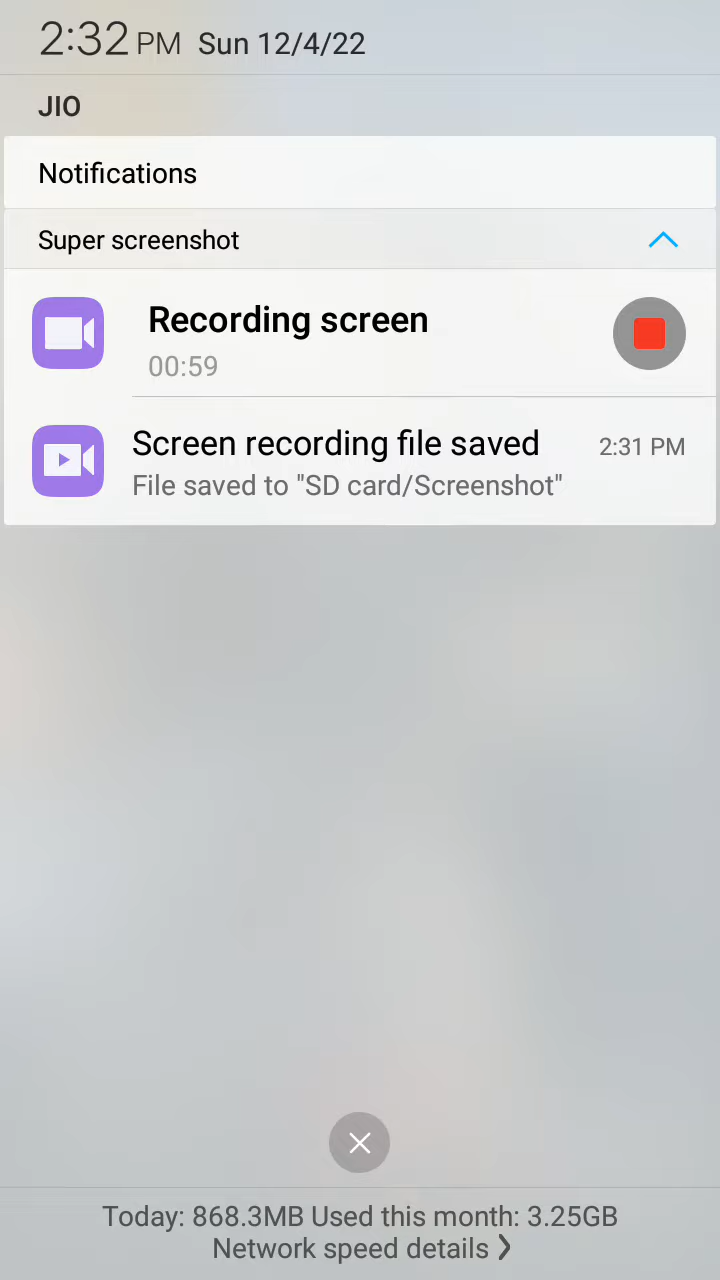 2:32 PM Sun 12/4/22
JIO
Notifications
Super screenshot
Recording screen
00:59
Screen recording file saved 2:31 PM
File saved to "SD card/Screenshot"
Today: 868.3MB Used this month: 3.25GB
Network speed details